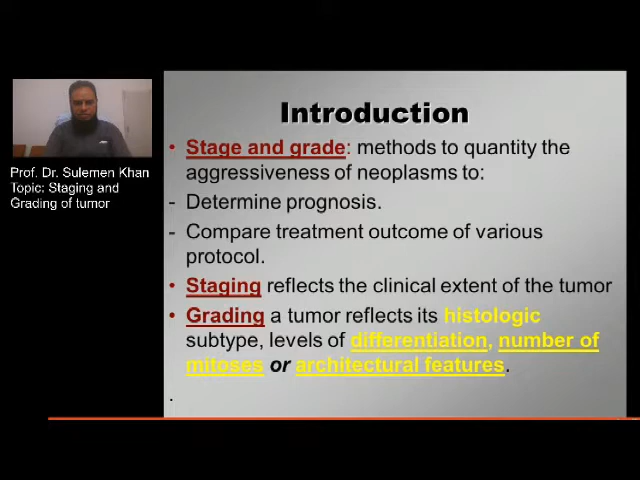 Introduction
• Stage and grade: methods to quantity the
aggressiveness of neoplasms to:
- Determine prognosis.
- Compare treatment outcome of various
protocol.
• Staging reflects the clinical extent of the tumor
• Grading a tumor reflects its histologic
subtype, levels of differentiation, number of
mitoses or architectural features.
.
Prof. Dr. Sulemen Khan
Topic: Staging and
Grading of tumor